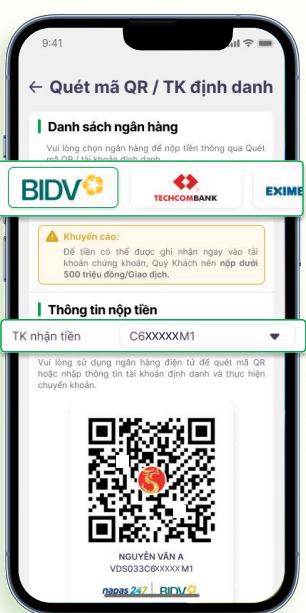 9:41
← Quét mã QR / TK định danh
Danh sách ngân hàng
Vui lòng chọn ngân hàng để nộp tiền thông qua Quét
mã QR / tài khoản định danh
BIDV TECHCOMBANK EXIMB
Khuyến cáo:
Để tiền có thể được ghi nhận ngay vào tài
khoản chứng khoán, Quý Khách nên nộp dưới
500 triệu đồng/Giao dịch.
Thông tin nộp tiền
TK nhận tiền C6XXXXXM1
Vui lòng sử dụng ngân hàng điện tử để quét mã QR
hoặc nhập thông tin tài khoản định danh và thực hiện
chuyển khoản.
NGUYỄN VĂN A
VDS033C6XXXXX M1
napas 247 BIDV